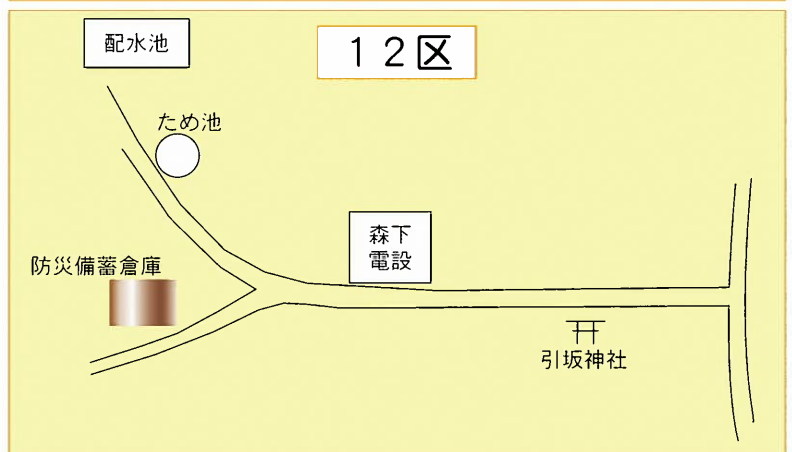 配水池
１２区
ため池
森下
電設
防災備蓄倉庫
引坂神社